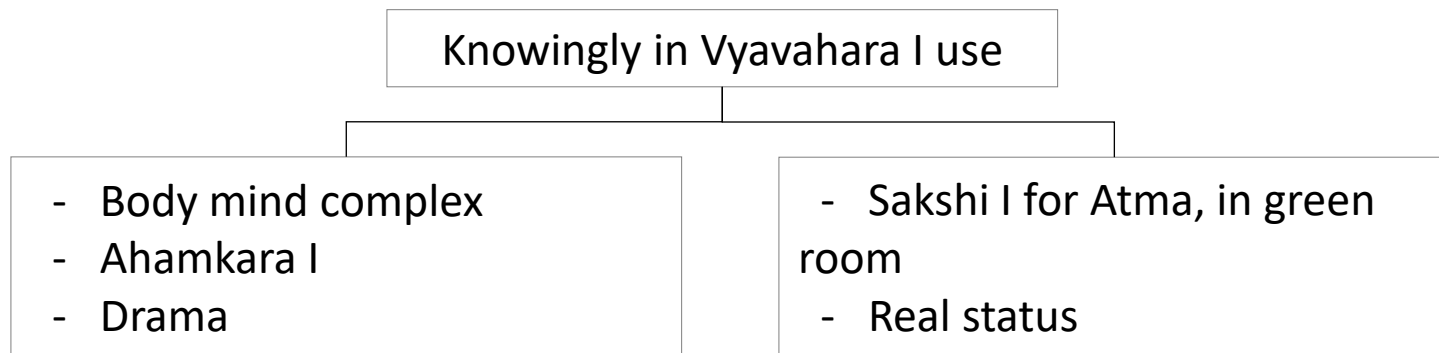 Knowingly in Vyavahara I use
- Body mind complex
- Ahamkara I
- Drama
- Sakshi I for Atma, in green
room
- Real status